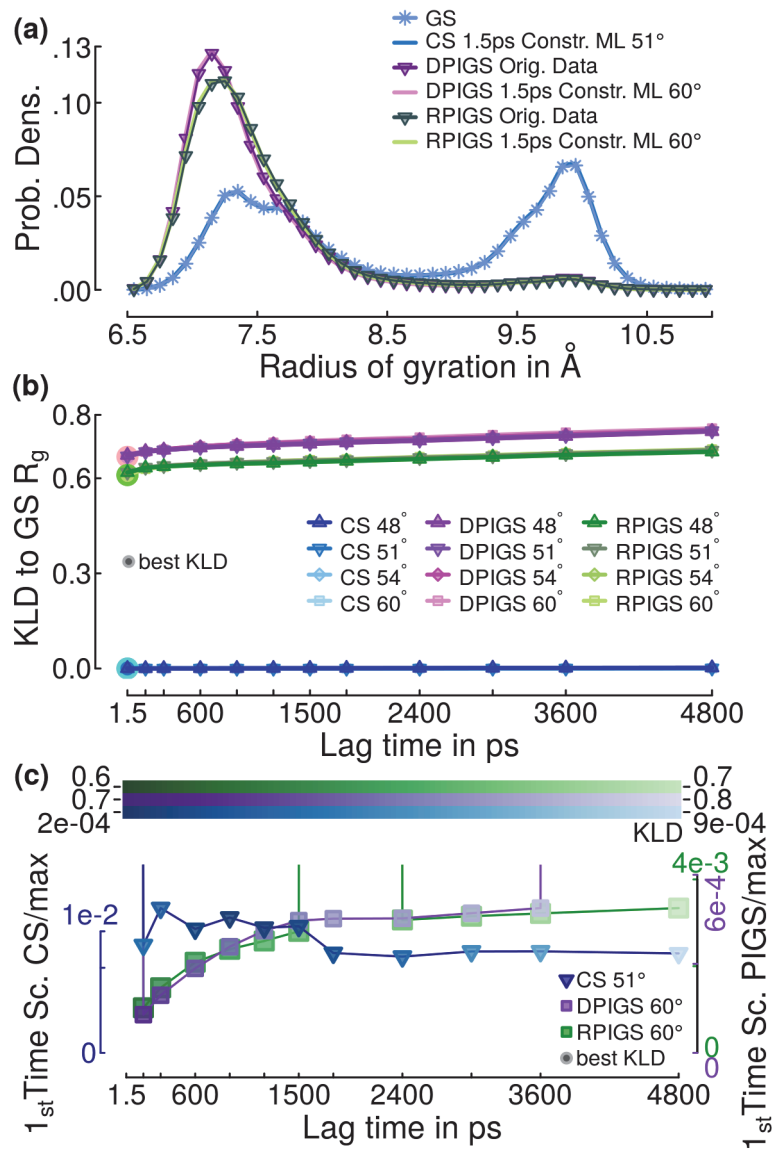 (a)
GS
CS 1.5ps Constr. ML 51°
DPIGS Orig. Data
DPIGS 1.5ps Constr. ML 60°
RPIGS Orig. Data
RPIGS 1.5ps Constr. ML 60°
Prob. Dens.
.13
.10
.05
.00
6.5 7.5 8.5 9.5 10.5
Radius of gyration in Å
(b)
KLD to GS Rg
0.8
0.6
0.3
0.0
best KLD
CS 48° DPIGS 48° RPIGS 48°
CS 51° DPIGS 51° RPIGS 51°
CS 54° DPIGS 54° RPIGS 54°
CS 60° DPIGS 60° RPIGS 60°
1.5 600 1500 2400 3600 4800
Lag time in ps
(c)
0.6 0.7
0.7 0.8
2e-04 9e-04
KLD
1st Time Sc. CS/max
1e-2
0
4e-3
6e-4
0
0
1st Time Sc. PIGS/max
CS 51°
DPIGS 60°
RPIGS 60°
best KLD
1.5 600 1500 2400 3600 4800
Lag time in ps